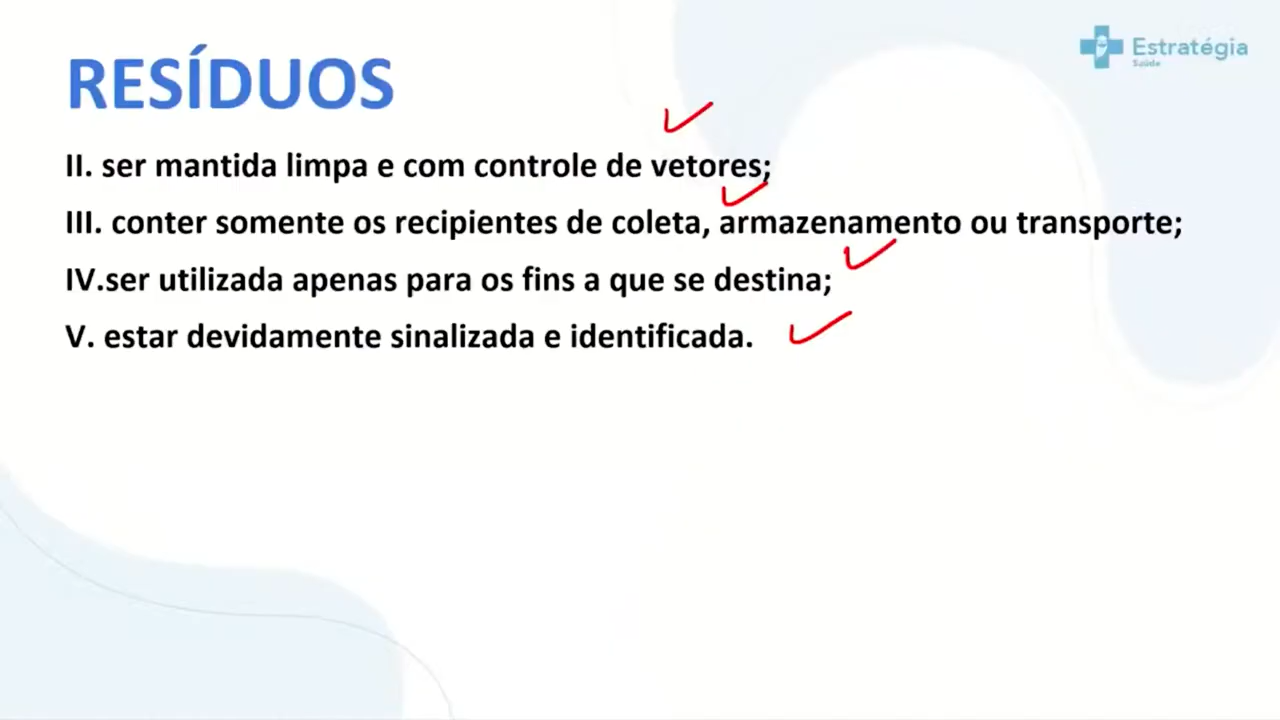 Estratégia
Saúde
RESÍDUOS
II. ser mantida limpa e com controle de vetores;
III. conter somente os recipientes de coleta, armazenamento ou transporte;
IV.ser utilizada apenas para os fins a que se destina;
V. estar devidamente sinalizada e identificada.